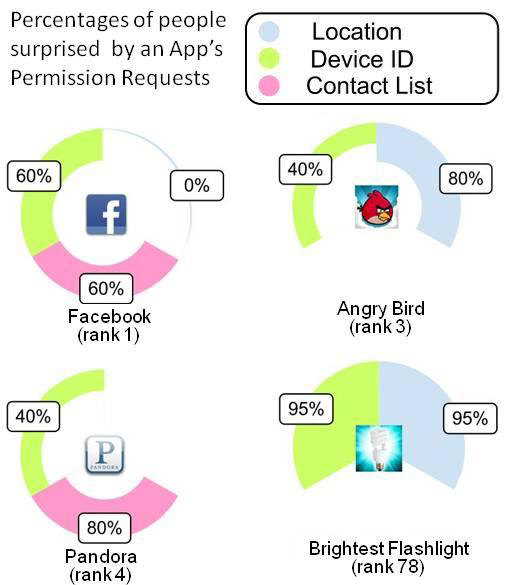 Percentages of people
surprised by an App's
Permission Requests
Location
Device ID
Contact List
60%
0%
60%
Facebook
(rank 1)
40%
80%
Angry Bird
(rank 3)
40%
80%
P
PANDORA
Pandora
(rank 4)
95%
95%
Brightest Flashlight
(rank 78)